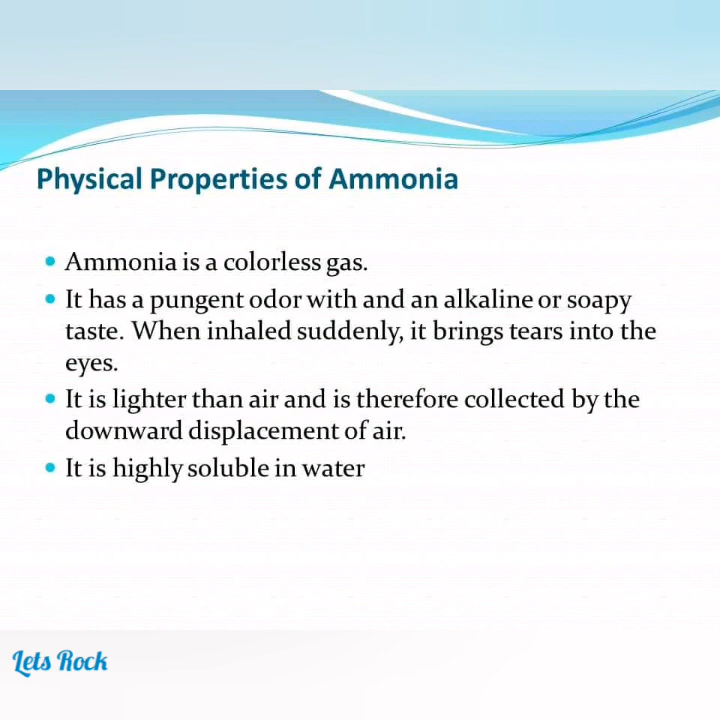 Physical Properties of Ammonia
• Ammonia is a colorless gas.
• It has a pungent odor with and an alkaline or soapy
taste. When inhaled suddenly, it brings tears into the
eyes.
• It is lighter than air and is therefore collected by the
downward displacement of air.
• It is highly soluble in water
Lets Rock